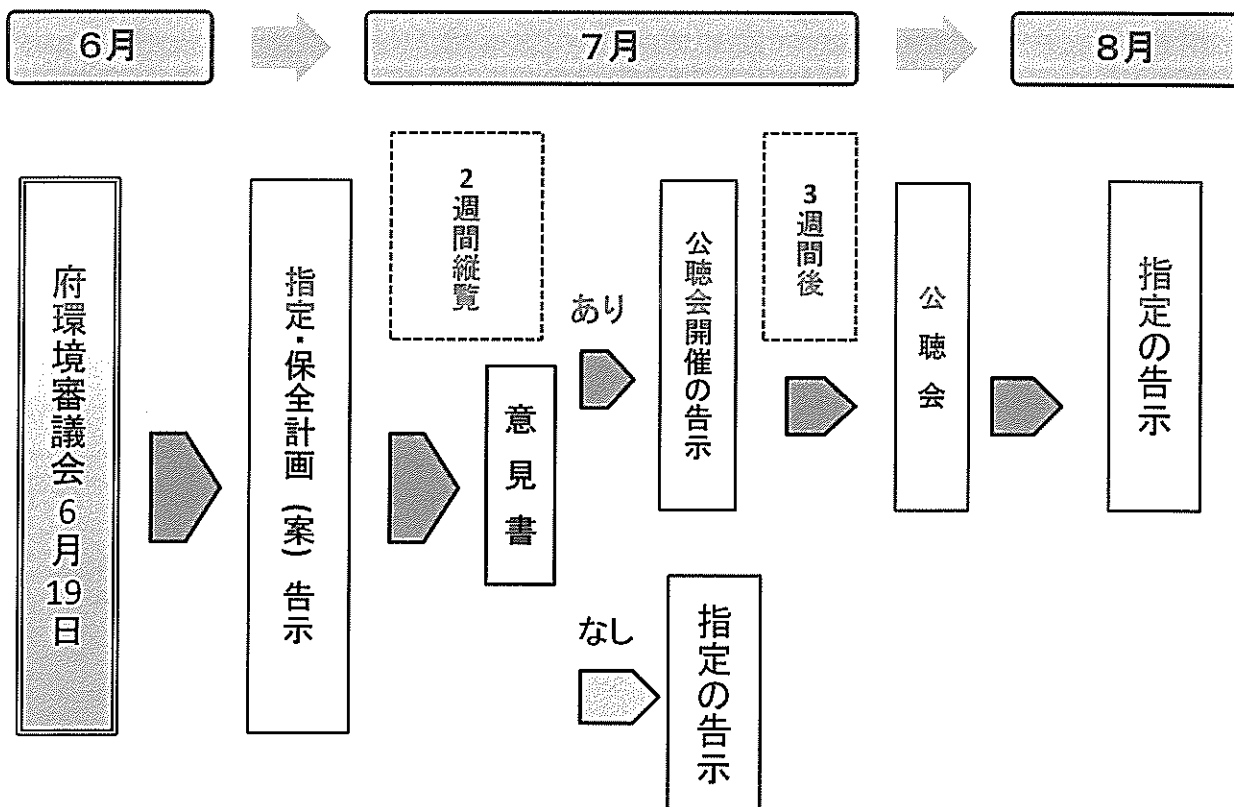 6月
7月
8月
府環境審議会6月19日
指定・保全計画(案)告示
2週間縦覧
意見書
あり
公聴会開催の告示
3週間後
公聴会
指定の告示
なし
指定の告示